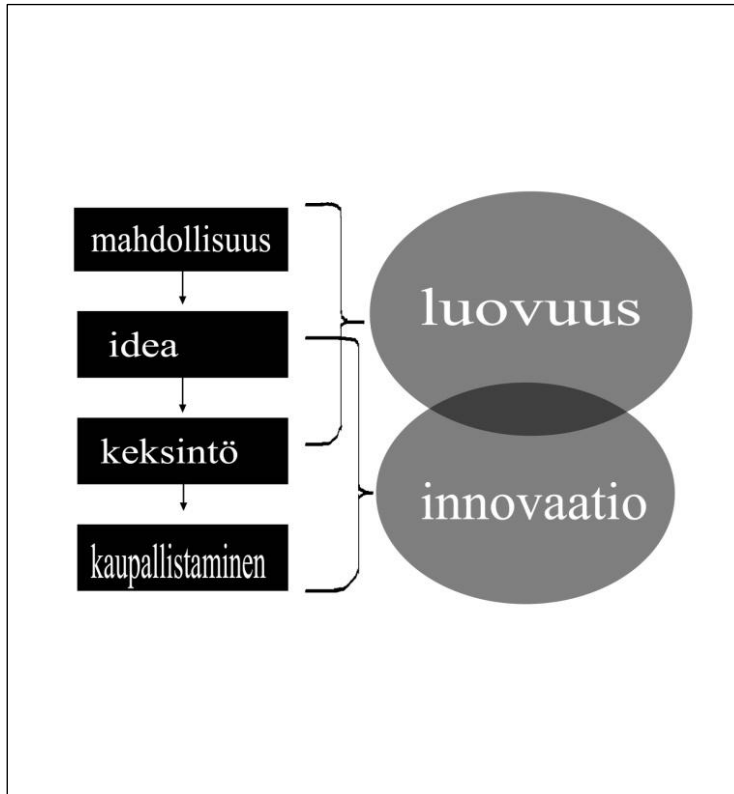 mahdollisuus
idea
keksintö
kaupallistaminen
luovuus
innovaatio